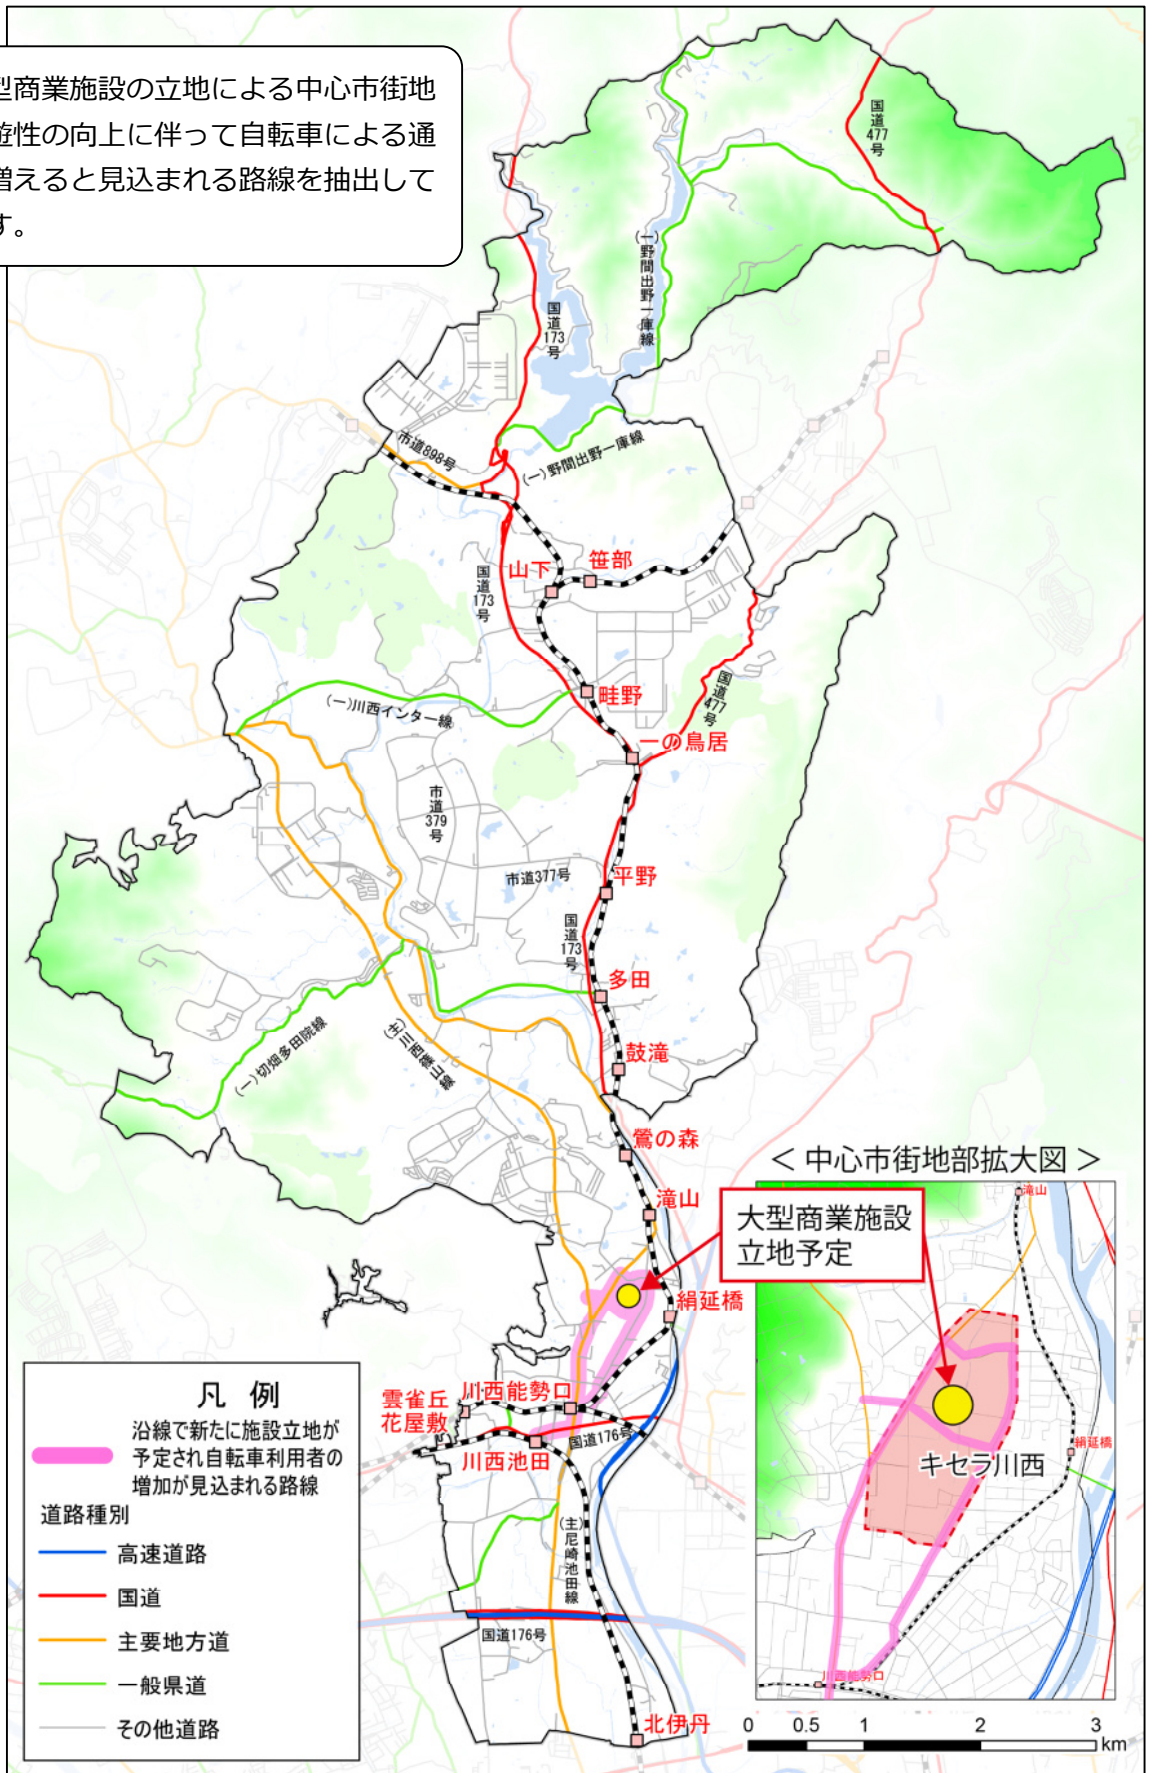 型商業施設の立地による中心市街地
遊性の向上に伴って自転車による通
増えると見込まれる路線を抽出して
す。
国道477号
(一)野間出野一庫線
国道173号
市道898号
(一)野間出野一庫線
国道173号
山下
笹部
畦野
国道477号
(一)川西インター線
一の鳥居
市道379号
市道377号
平野
国道173号
多田
(一)切畑多田院線
(主)川西篠山線
鼓滝
鶯の森
滝山
絹延橋
雲雀丘
花屋敷
川西能勢口
川西池田
国道176号
(主)尼崎池田線
国道176号
北伊丹
<中心市街地部拡大図>
大型商業施設
立地予定
滝山
絹延橋
キセラ川西
川西能勢口
凡 例
沿線で新たに施設立地が
予定され自転車利用者の
増加が見込まれる路線
道路種別
高速道路
国道
主要地方道
一般県道
その他道路
0 0.5 1 2 3
km